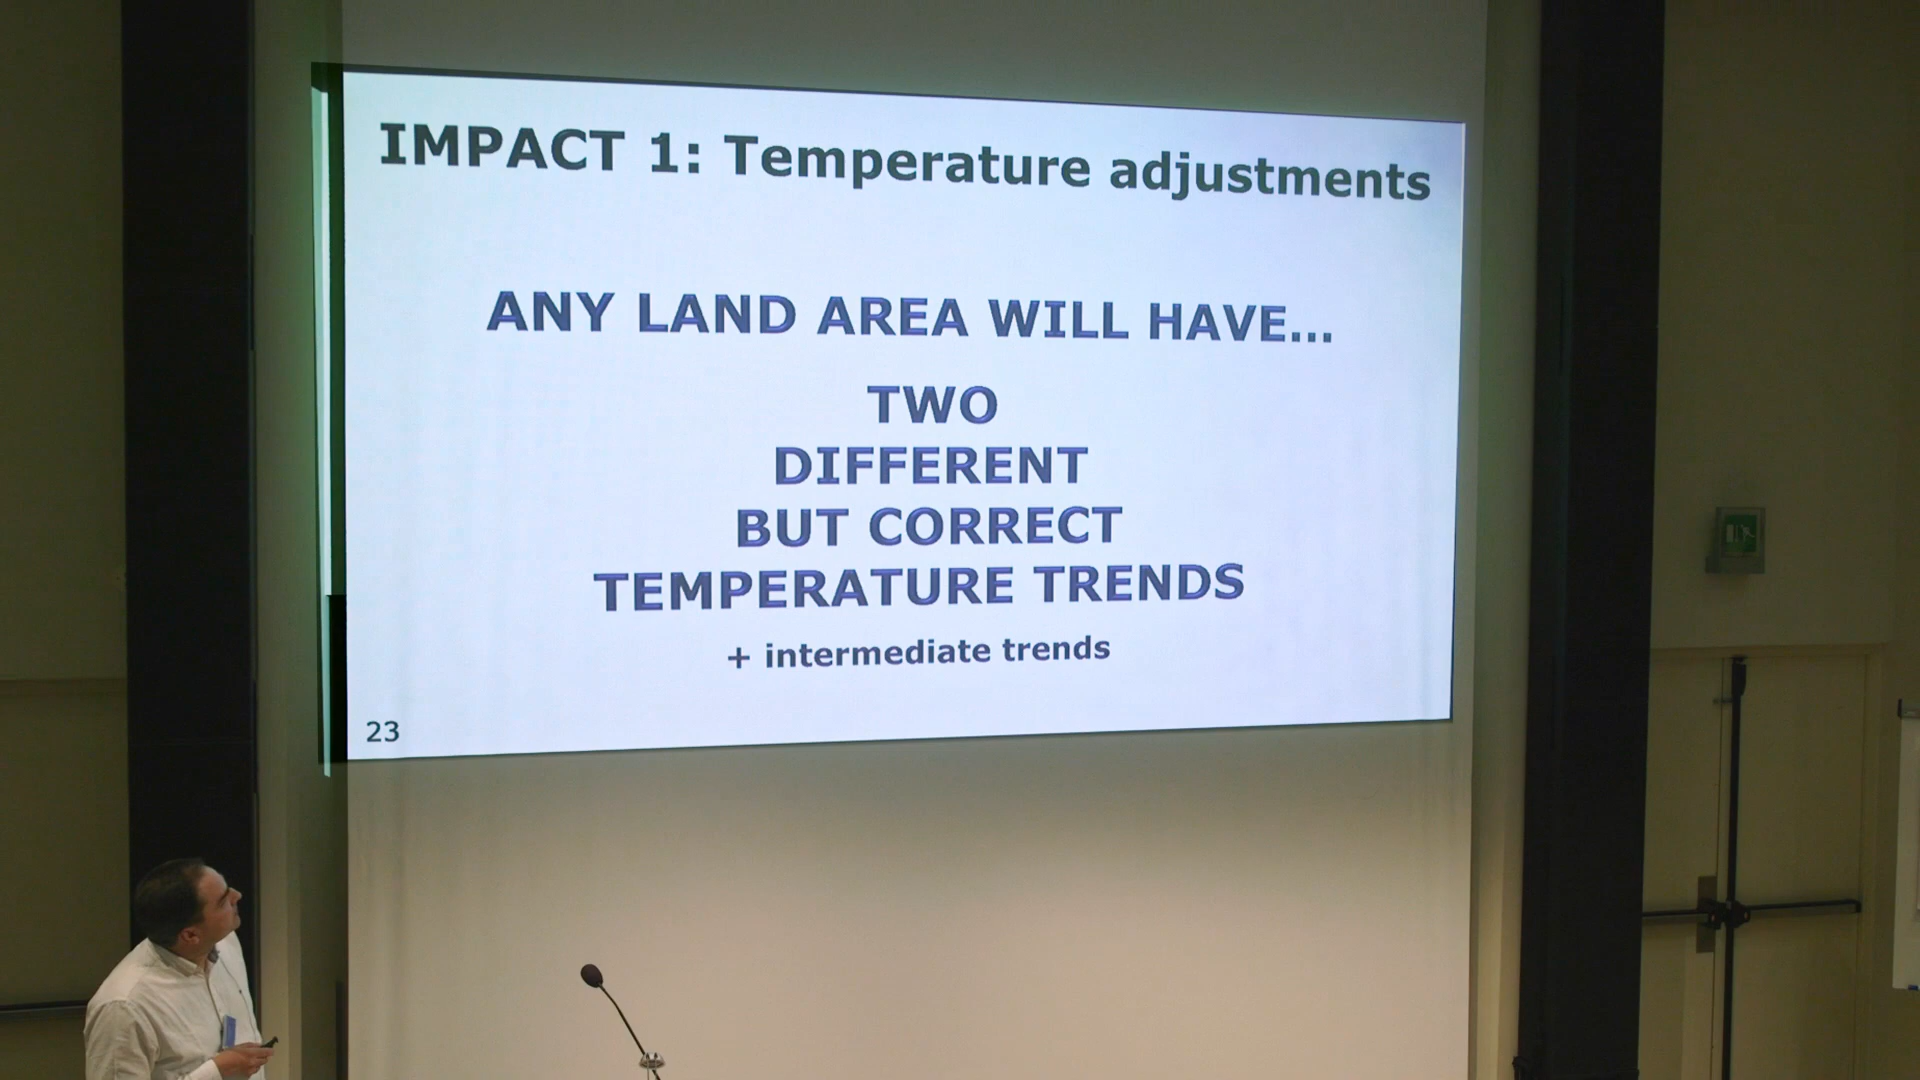 IMPACT 1: Temperature adjustments
ANY LAND AREA WILL HAVE...
TWO
DIFFERENT
BUT CORRECT
TEMPERATURE TRENDS
+ intermediate trends
23